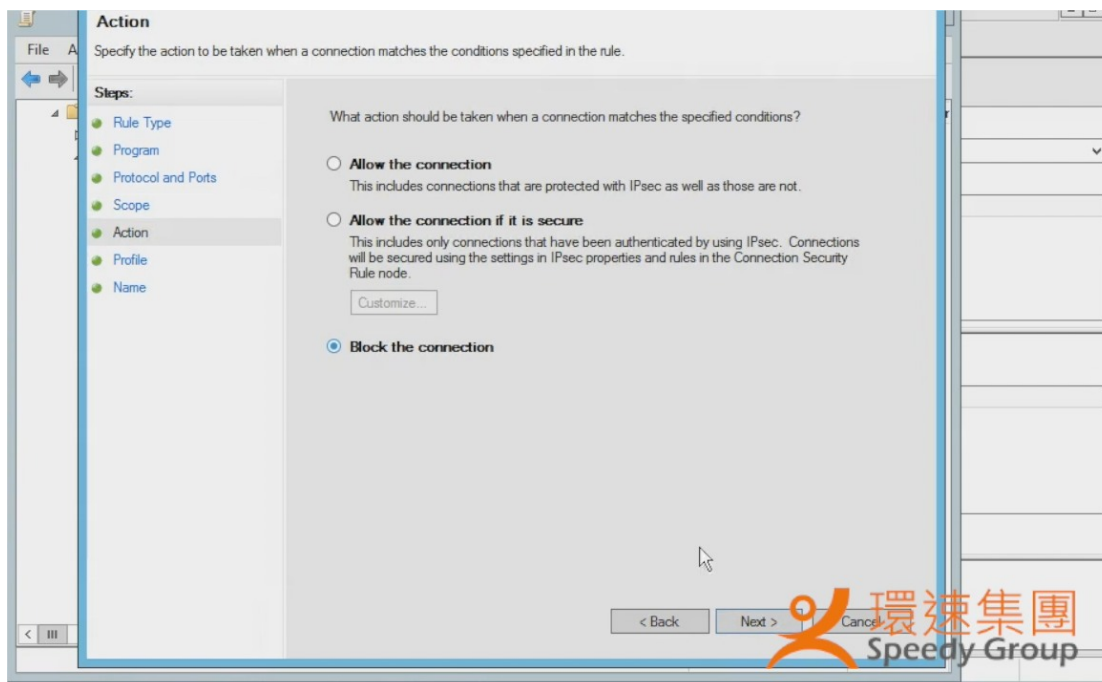 Action
File A
Specify the action to be taken when a connection matches the conditions specified in the rule.
Steps:
Rule Type
Program
Protocol and Ports
Scope
Action
Profile
Name
What action should be taken when a connection matches the specified conditions?
Allow the connection
This includes connections that are protected with IPsec as well as those are not.
Allow the connection if it is secure
This includes only connections that have been authenticated by using IPsec. Connections
will be secured using the settings in IPsec properties and rules in the Connection Security
Rule node.
Customize...
Block the connection
< Back
Next >
Cancel
環速集團
Speedy Group